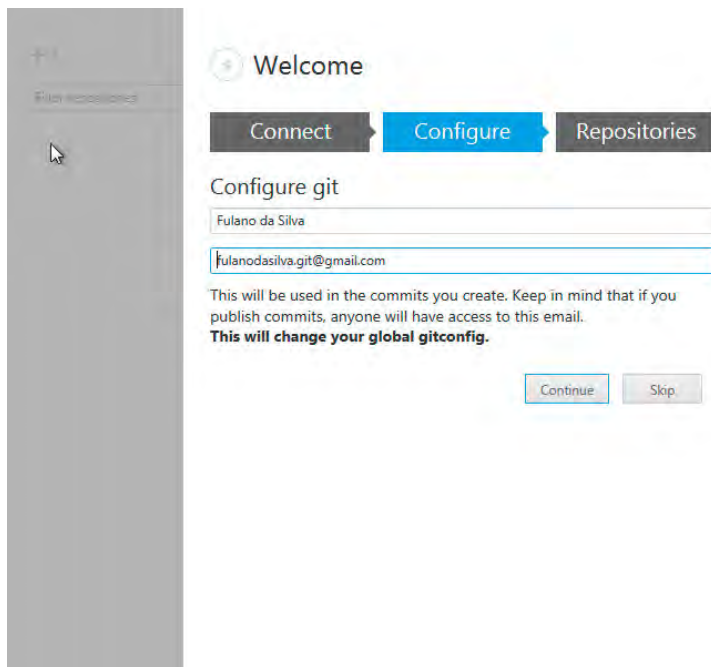 Filter repositories
Welcome
Connect
Configure
Repositories
Configure git
Fulano da Silva
fulanodasilva.git@gmail.com
This will be used in the commits you create. Keep in mind that if you
publish commits, anyone will have access to this email.
This will change your global gitconfig.
Continue
Skip